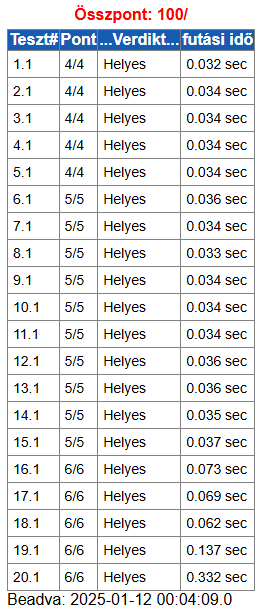 Összpont: 100/
Teszt# Pont ...Verdikt... futási idő
1.1 4/4 Helyes 0.032 sec
2.1 4/4 Helyes 0.034 sec
3.1 4/4 Helyes 0.034 sec
4.1 4/4 Helyes 0.034 sec
5.1 4/4 Helyes 0.034 sec
6.1 5/5 Helyes 0.036 sec
7.1 5/5 Helyes 0.034 sec
8.1 5/5 Helyes 0.033 sec
9.1 5/5 Helyes 0.034 sec
10.1 5/5 Helyes 0.034 sec
11.1 5/5 Helyes 0.034 sec
12.1 5/5 Helyes 0.036 sec
13.1 5/5 Helyes 0.036 sec
14.1 5/5 Helyes 0.035 sec
15.1 5/5 Helyes 0.037 sec
16.1 6/6 Helyes 0.073 sec
17.1 6/6 Helyes 0.069 sec
18.1 6/6 Helyes 0.062 sec
19.1 6/6 Helyes 0.137 sec
20.1 6/6 Helyes 0.332 sec
Beadva: 2025-01-12 00:04:09.0